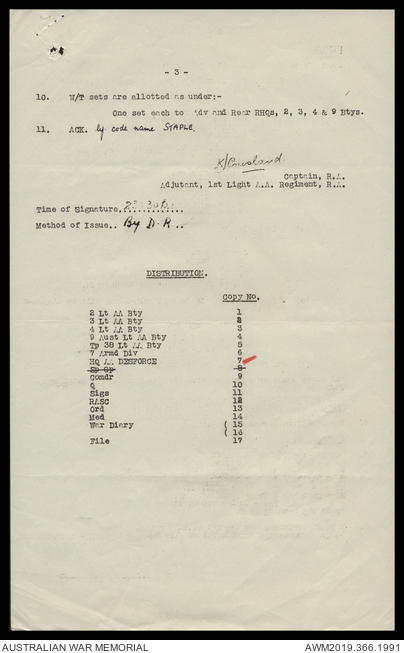 - 3 -
10. W/T sets are allotted as under:-
One set each to Adv and Rear RHQs, 2, 3, 4 & 9 Btys.
11. ACK. by code name STAPLE.
Captain, R.A.
Adjutant, 1st Light A.A. Regiment, R.A.
Time of Signature.
Method of Issue.. By D.R..
DISTRIBUTION.
Copy No.
2 Lt AA Bty 1
3 Lt AA Bty 2
4 Lt AA Bty 3
9 Aust Lt AA Bty 4
Tp 38 Lt AA Bty 5
7 Armd Div 6
HQ AA DESFORCE 7
Sp Gp 8
Comdr 9
Q 10
Sigs 11
RASC 12
Ord 13
Med 14
War Diary ( 15
( 16
File 17
AUSTRALIAN WAR MEMORIAL AWM2019.366.1991